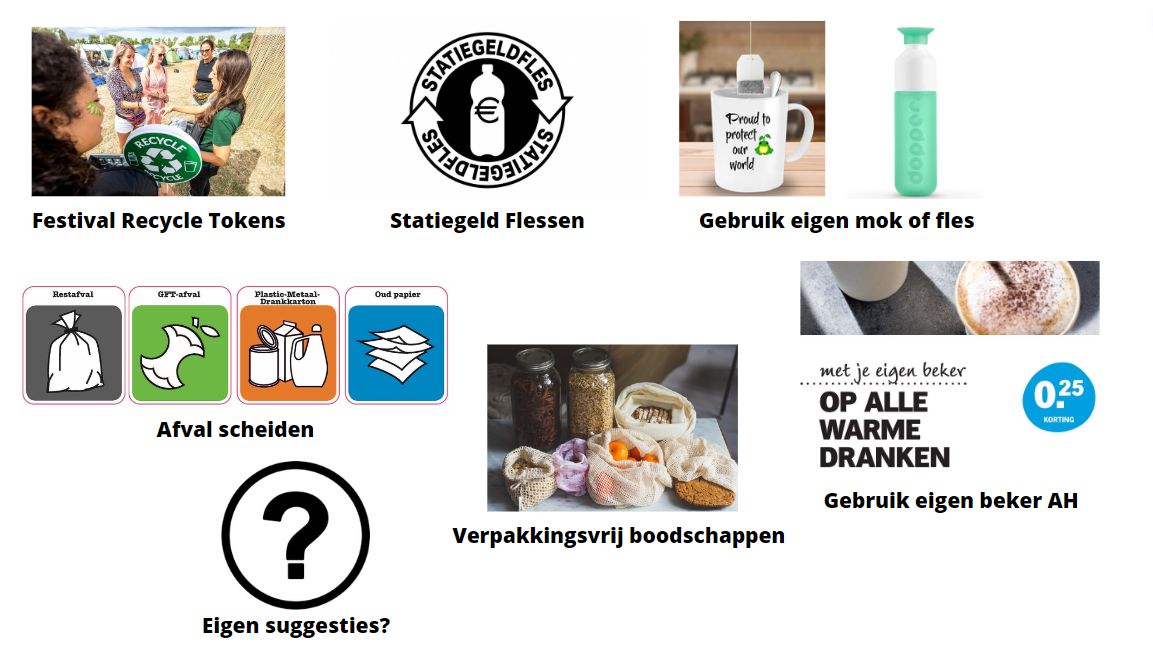 RECYCLE
RECYCLE
Festival Recycle Tokens
STATIEGELDFLES
STATIEGELDFLES
STATIEGELDFLES
€
Statiegeld Flessen
Proud to
protect
our
world
dopper
Gebruik eigen mok of fles
Restafval
GFT-afval
Plastic-Metaal-
Drankkarton
Oud papier
Afval scheiden
Verpakkingsvrij boodschappen
met je eigen beker
OP ALLE
WARME
DRANKEN
0.25
KORTING
Gebruik eigen beker AH
?
Eigen suggesties?